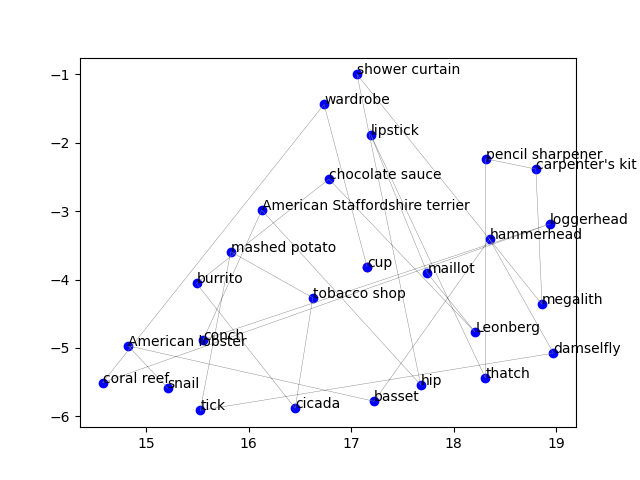 −1
shower curtain
wardrobe
lipstick
−2
pencil sharpener
carpenter's kit
chocolate sauce
−3
American Staffordshire terrier
loggerhead
hammerhead
mashed potato
cup
maillot
−4
burrito
tobacco shop
megalith
Leonberg
conch
American lobster
damselfly
−5
coral reef
snail
hip
thatch
tick
cicada
basset
−6
15
16
17
18
19